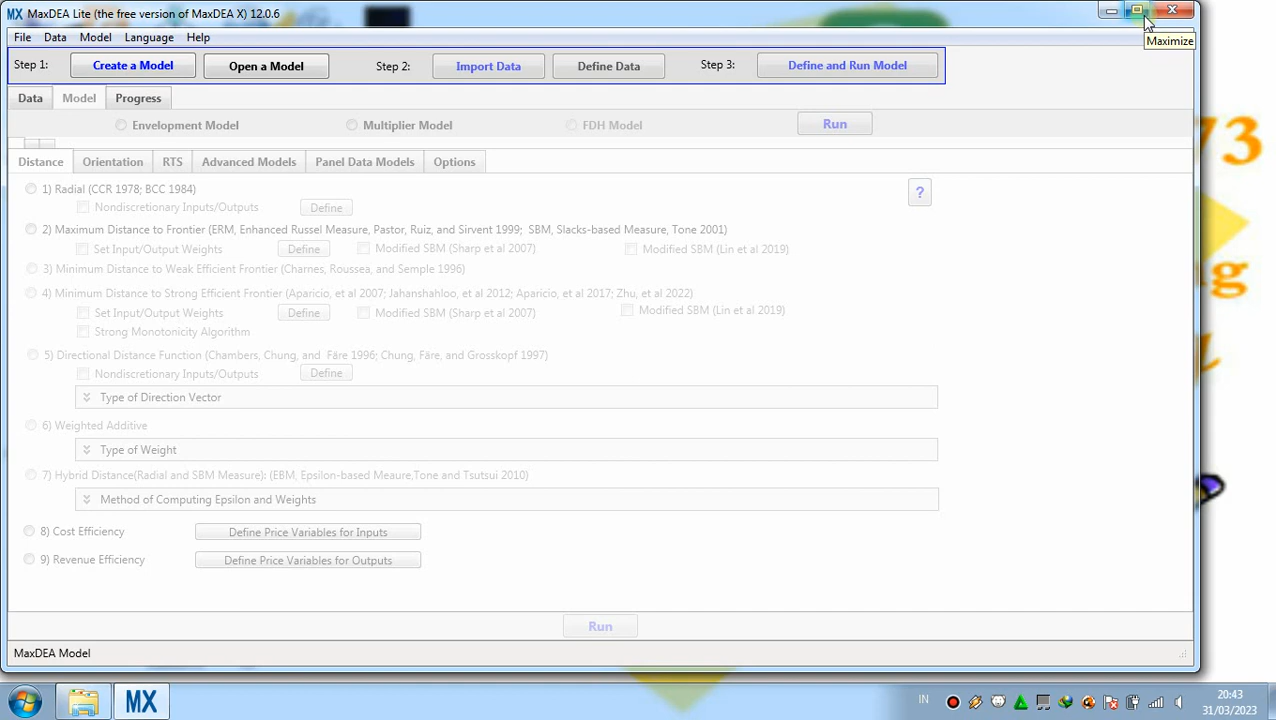 MX MaxDEA Lite (the free version of MaxDEA X) 12.0.6
File Data Model Language Help
Step 1: Create a Model Open a Model Step 2: Import Data Define Data Step 3: Define and Run Model
Maximize
Data Model Progress
Envelopment Model Multiplier Model FDH Model Run
Distance Orientation RTS Advanced Models Panel Data Models Options
1) Radial (CCR 1978; BCC 1984)
?
Nondiscretionary Inputs/Outputs Define
2) Maximum Distance to Frontier (ERM, Enhanced Russel Measure, Pastor, Ruiz, and Sirvent 1999; SBM, Slacks-based Measure, Tone 2001)
Set Input/Output Weights Define Modified SBM (Sharp et al 2007) Modified SBM (Lin et al 2019)
3) Minimum Distance to Weak Efficient Frontier (Charnes, Roussea, and Semple 1996)
4) Minimum Distance to Strong Efficient Frontier (Aparicio, et al 2007; Jahanshahloo, et al 2012; Aparicio, et al 2017; Zhu, et al 2022)
Set Input/Output Weights Define Modified SBM (Sharp et al 2007) Modified SBM (Lin et al 2019)
Strong Monotonicity Algorithm
5) Directional Distance Function (Chambers, Chung, and Färe 1996; Chung, Färe, and Grosskopf 1997)
Nondiscretionary Inputs/Outputs Define
Type of Direction Vector
6) Weighted Additive
Type of Weight
7) Hybrid Distance(Radial and SBM Measure): (EBM, Epsilon-based Meaure,Tone and Tsutsui 2010)
Method of Computing Epsilon and Weights
8) Cost Efficiency Define Price Variables for Inputs
9) Revenue Efficiency Define Price Variables for Outputs
Run
MaxDEA Model
73
g
MX
IN
20:43
31/03/2023